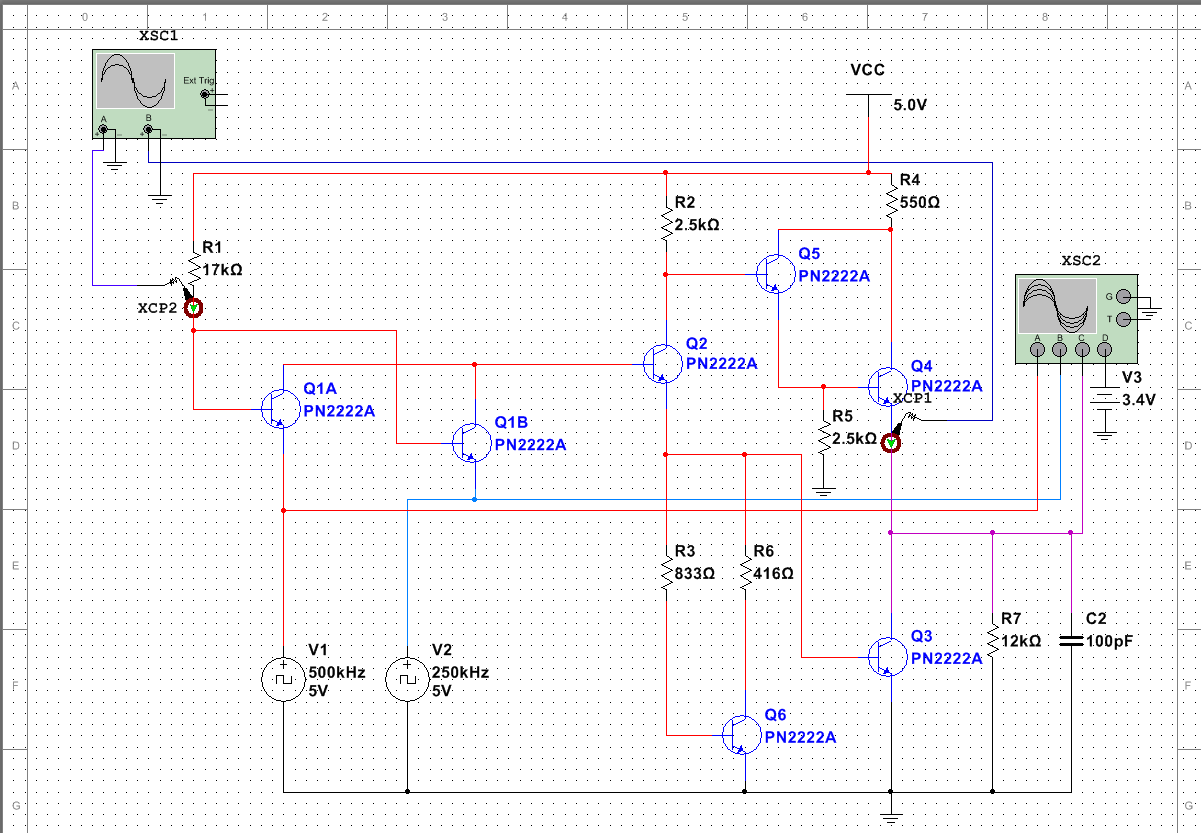 0 1 2 3 4 5 6 7 8
XSC1
Ext Trig
+
_
A
B
+ _ + _
VCC
5.0V
A
A
B
B
R4
550Ω
R2
2.5kΩ
R1
17kΩ
Q5
PN2222A
XSC2
G
T
A B C D
XCP2
C
C
Q2
PN2222A
Q4
PN2222A
XCP1
V3
3.4V
Q1A
PN2222A
Q1B
PN2222A
R5
2.5kΩ
D
D
R3
833Ω
R6
416Ω
E
E
R7
12kΩ
C2
100pF
Q3
PN2222A
V1
500kHz
5V
V2
250kHz
5V
F
F
Q6
PN2222A
G
G